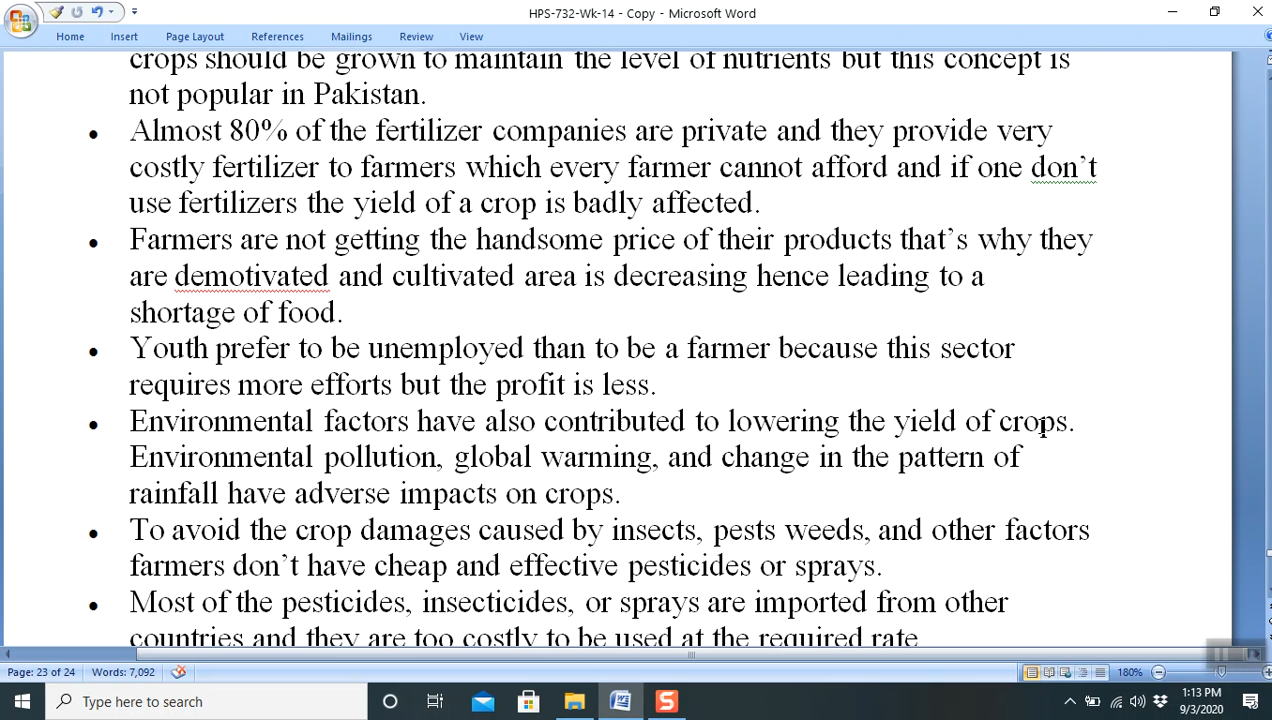 HPS-732-Wk-14 - Copy - Microsoft Word
Home Insert Page Layout References Mailings Review View
crops should be grown to maintain the level of nutrients but this concept is
not popular in Pakistan.
• Almost 80% of the fertilizer companies are private and they provide very
costly fertilizer to farmers which every farmer cannot afford and if one don't
use fertilizers the yield of a crop is badly affected.
• Farmers are not getting the handsome price of their products that's why they
are demotivated and cultivated area is decreasing hence leading to a
shortage of food.
• Youth prefer to be unemployed than to be a farmer because this sector
requires more efforts but the profit is less.
• Environmental factors have also contributed to lowering the yield of crops.
Environmental pollution, global warming, and change in the pattern of
rainfall have adverse impacts on crops.
• To avoid the crop damages caused by insects, pests weeds, and other factors
farmers don't have cheap and effective pesticides or sprays.
• Most of the pesticides, insecticides, or sprays are imported from other
countries and they are too costly to be used at the required rate
Page: 23 of 24 Words: 7,092 180%
Type here to search
1:13 PM
9/3/2020